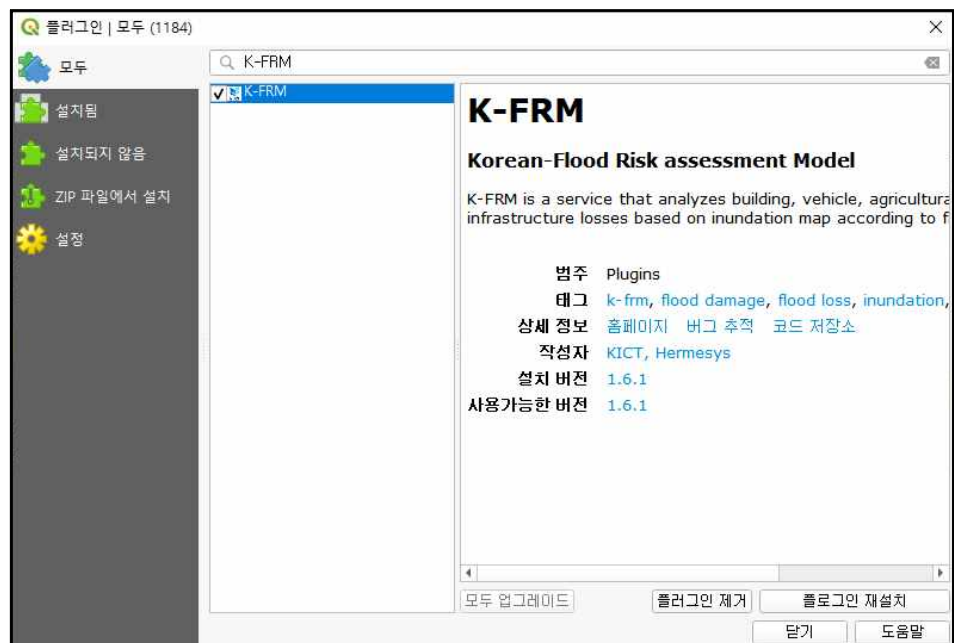 플러그인 | 모두 (1184)
모두
설치됨
설치되지 않음
ZIP 파일에서 설치
설정
K-FRM
K-FRM
K-FRM
Korean-Flood Risk assessment Model
K-FRM is a service that analyzes building, vehicle, agricultura
infrastructure losses based on inundation map according to f
범주 Plugins
태그 k-frm, flood damage, flood loss, inundation,
상세 정보 홈페이지 버그 추적 코드 저장소
작성자 KICT, Hermesys
설치 버전 1.6.1
사용가능한 버전 1.6.1
모두 업그레이드 플러그인 제거 플로그인 재설치
닫기 도움말